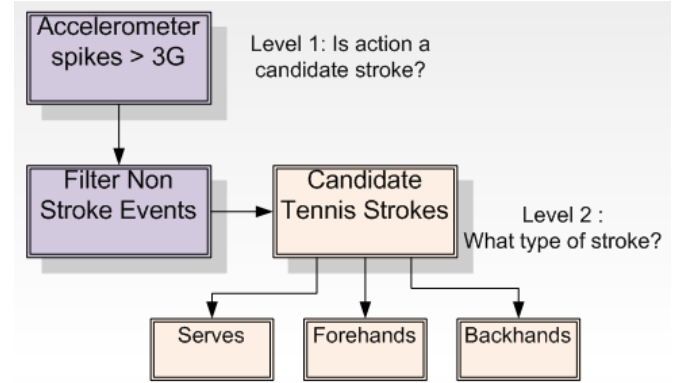 Accelerometer
spikes > 3G
Level 1: Is action a
candidate stroke?
Filter Non
Stroke Events
Candidate
Tennis Strokes
Level 2 :
What type of stroke?
Serves
Forehands
Backhands